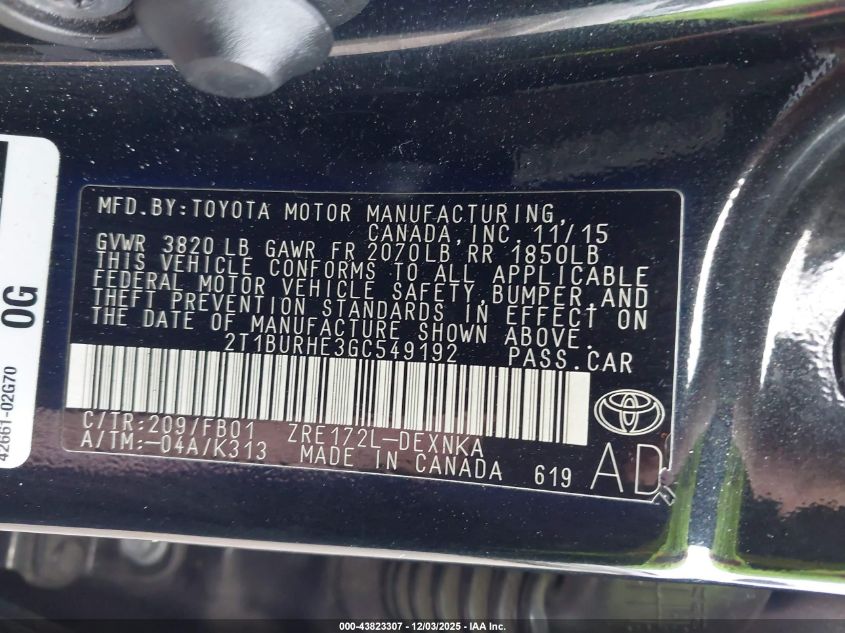 MFD.BY:TOYOTA MOTOR MANUFACTURING,
CANADA,INC. 11/15
GVWR 3820 LB GAWR FR 2070LB RR 1850LB
THIS VEHICLE CONFORMS TO ALL APPLICABLE
FEDERAL MOTOR VEHICLE SAFETY,BUMPER,AND
THEFT PREVENTION STANDARDS IN EFFECT ON
THE DATE OF MANUFACTURE SHOWN ABOVE.
2T1BURHE3GC549192 PASS.CAR
C/TR:209/FB01 ZRE172L-DEXNKA
A/TM:-04A/K313 MADE IN CANADA 619
AD
0G
42661-02G70
000-43823307 - 12/03/2025 - IAA Inc.